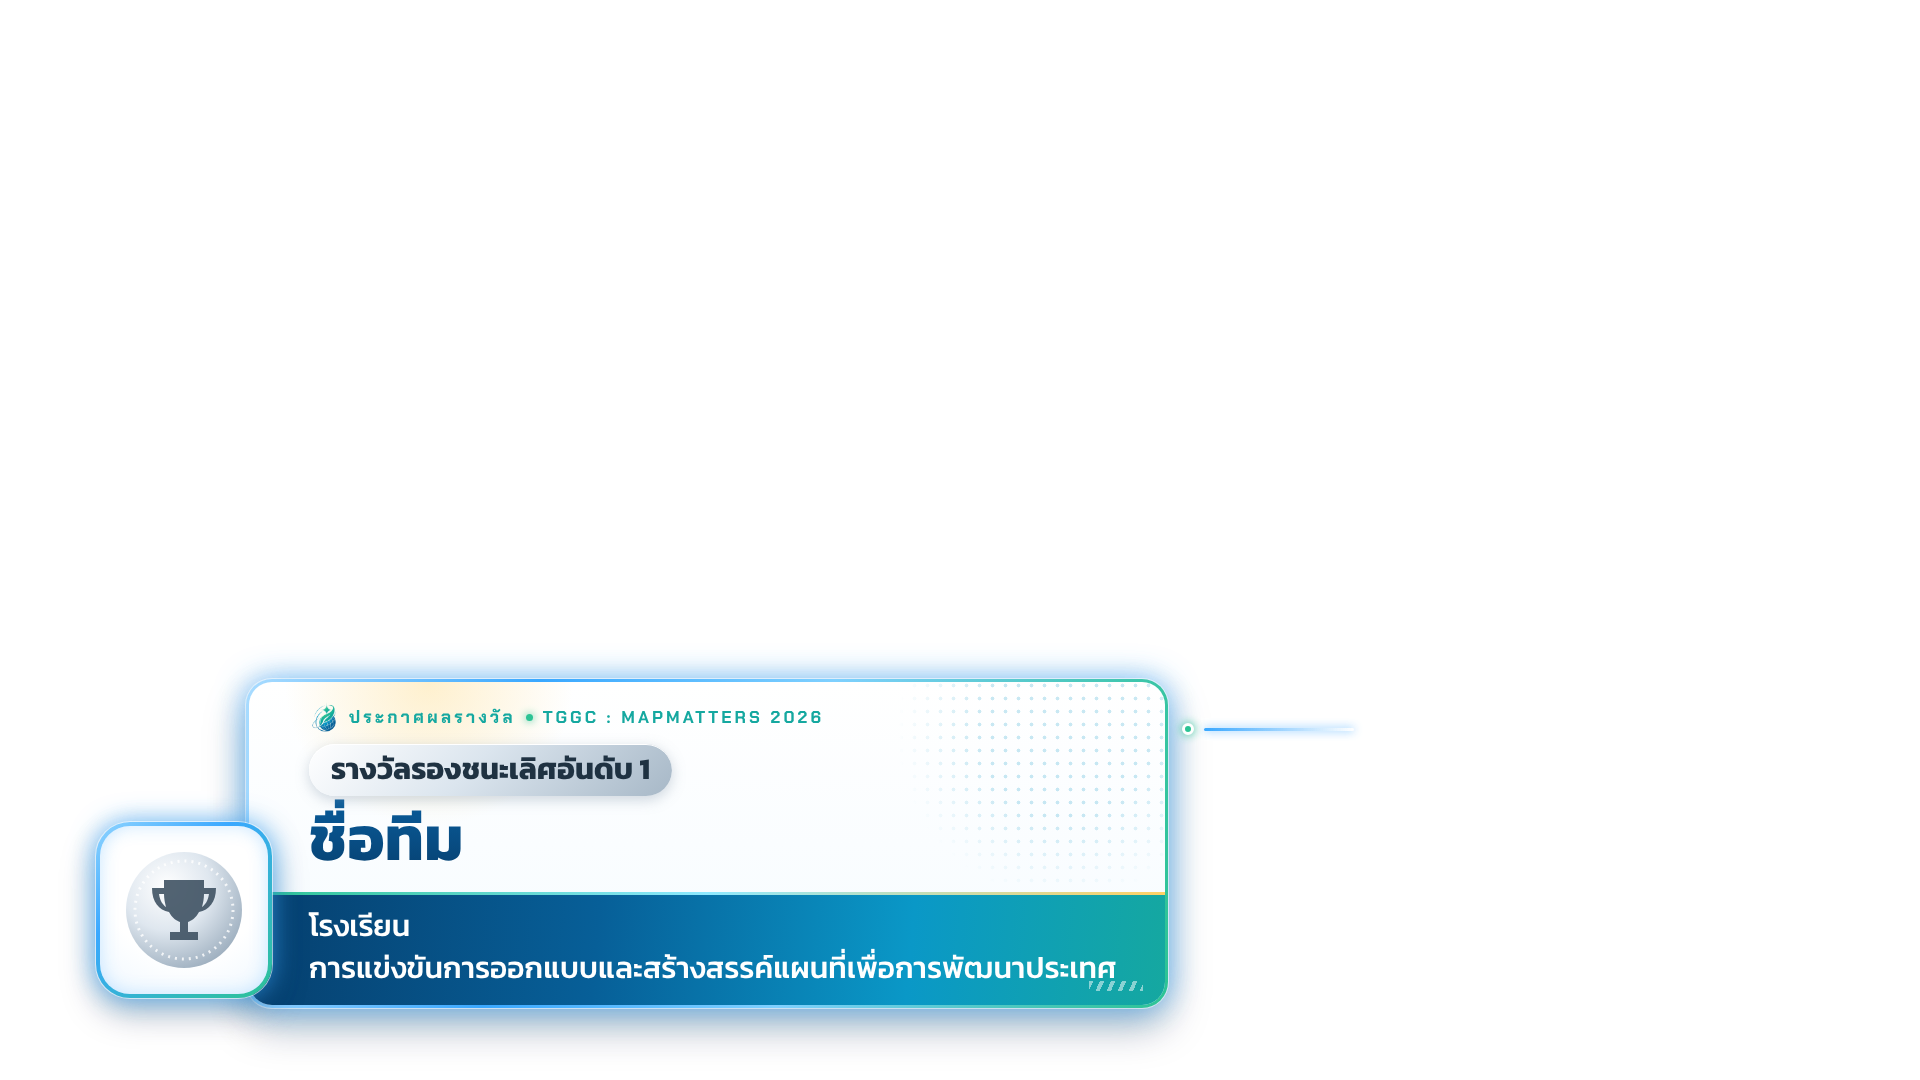 ประกาศผลรางวัล • TGGC : MAPMATTERS 2026
รางวัลรองชนะเลิศอันดับ 1
ชื่อทีม
โรงเรียน
การแข่งขันการออกแบบและสร้างสรรค์แผนที่เพื่อการพัฒนาประเทศ